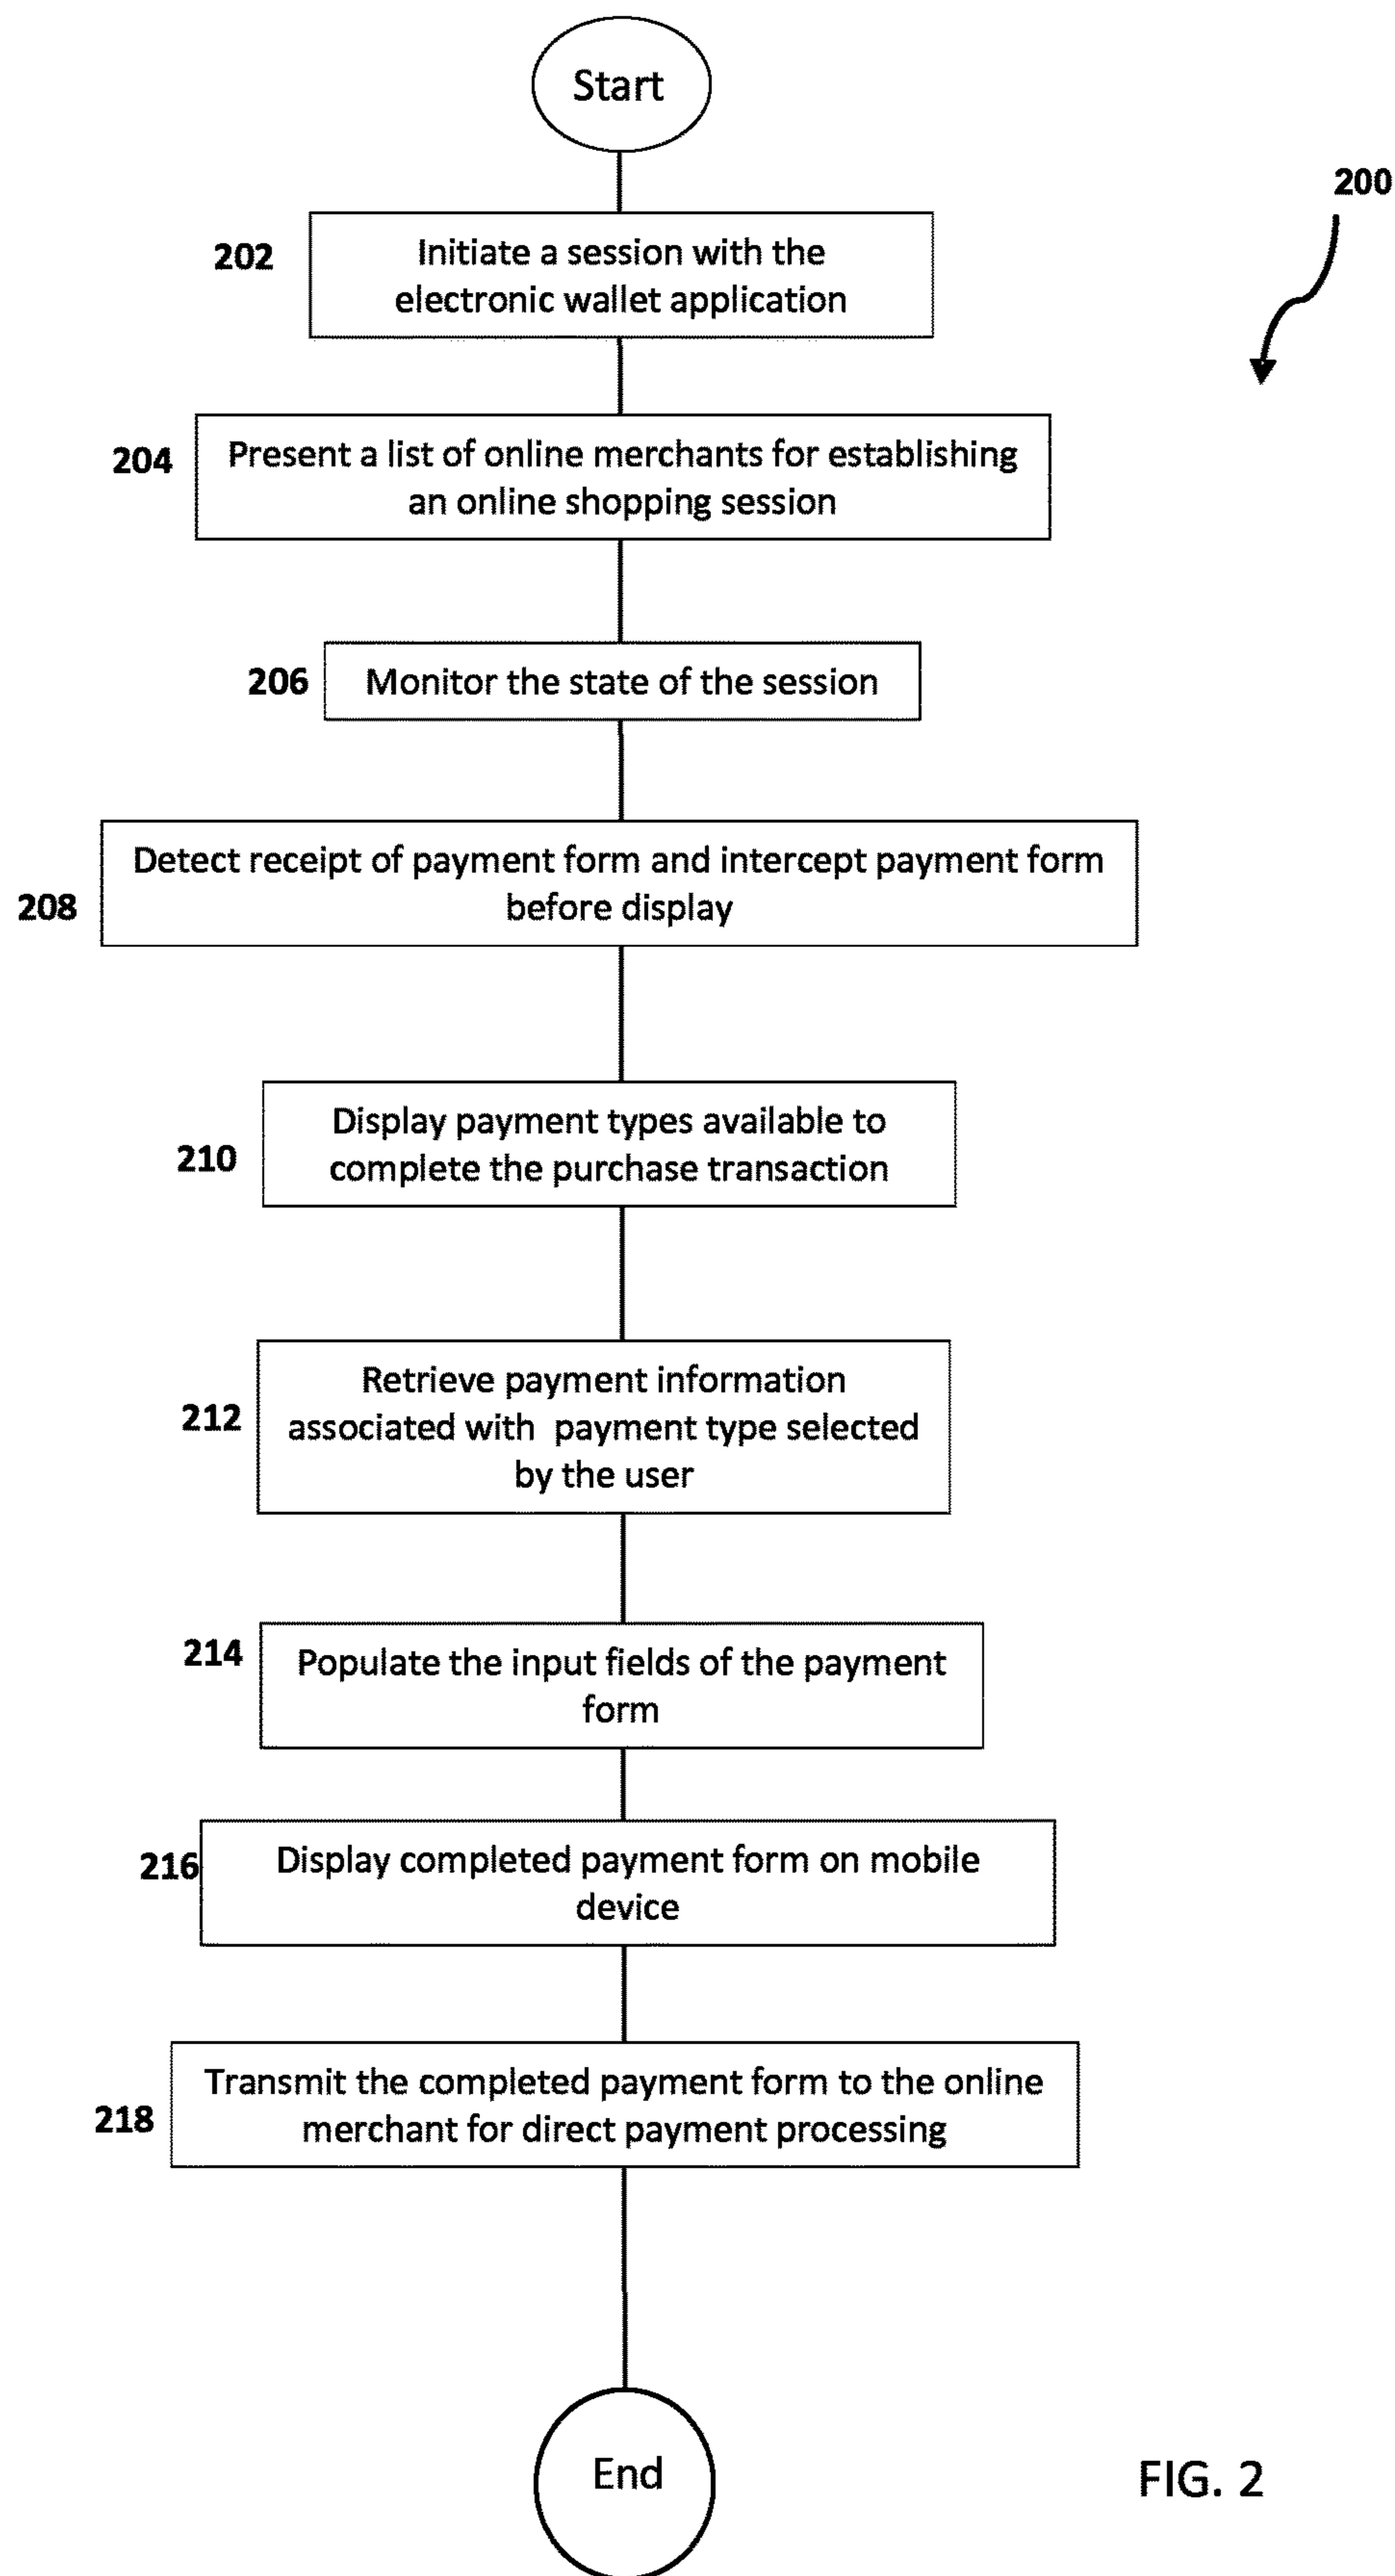 Start
200
202
Initiate a session with the
electronic wallet application
204
Present a list of online merchants for establishing
an online shopping session
206
Monitor the state of the session
208
Detect receipt of payment form and intercept payment form
before display
210
Display payment types available to
complete the purchase transaction
212
Retrieve payment information
associated with payment type selected
by the user
214
Populate the input fields of the payment
form
216
Display completed payment form on mobile
device
218
Transmit the completed payment form to the online
merchant for direct payment processing
End
FIG. 2